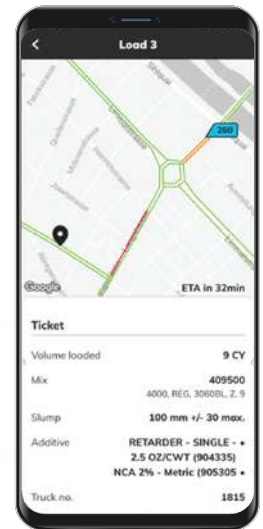 Load 3
260
Limmatstrasse
Google
ETA in 32min
Ticket
Volume loaded 9 CY
Mix 409500
4000, REG, 3060BL, Z, 9
Slump 100 mm +/- 30 max.
Additive RETARDER - SINGLE - •
2.5 OZ/CWT (904335)
NCA 2% - Metric (905305 •
Truck no. 1815